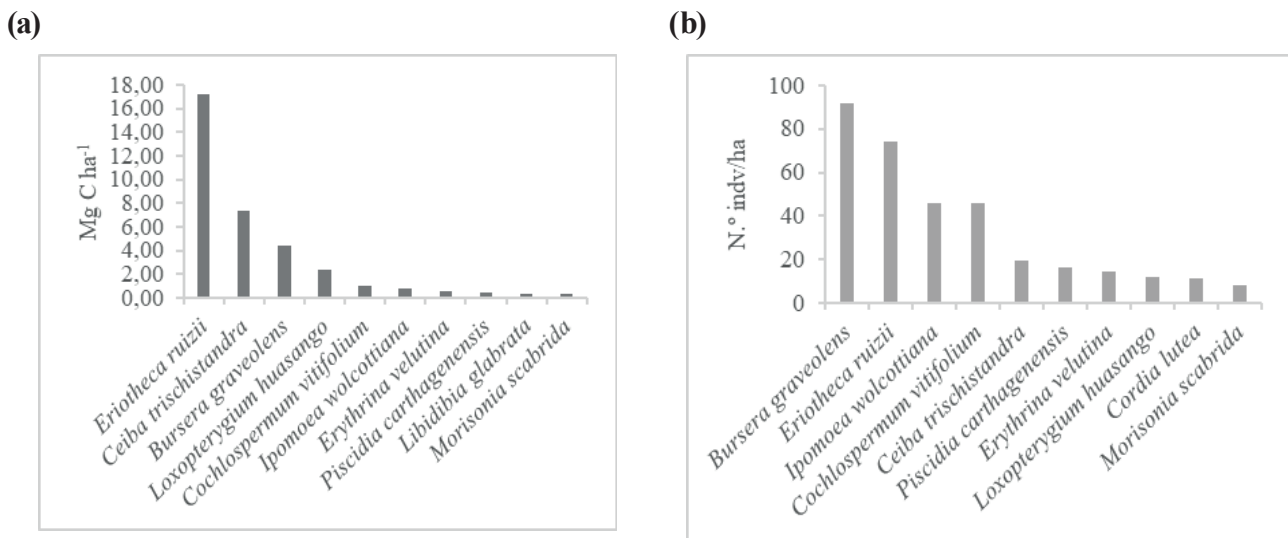 (a)
18,00
16,00
14,00
12,00
10,00
8,00
6,00
4,00
2,00
0,00
Mg C ha⁻¹
Eriotheca ruizii
Ceiba trischistandra
Bursera graveolens
Loxopterygium huasango
Cochlospermum vitifolium
Ipomoea wolcottiana
Erythrina velutina
Piscidia carthagenensis
Libidibia glabrata
Morisonia scabrida
(b)
100
80
60
40
20
0
N.º indv/ha
Bursera graveolens
Eriotheca ruizii
Ipomoea wolcotiana
Cochlospermum vitifolium
Ceiba trischistandra
Piscidia carthagenensis
Erythrina velutina
Loxopterygium huasango
Cordia lutea
Morisonia scabrida